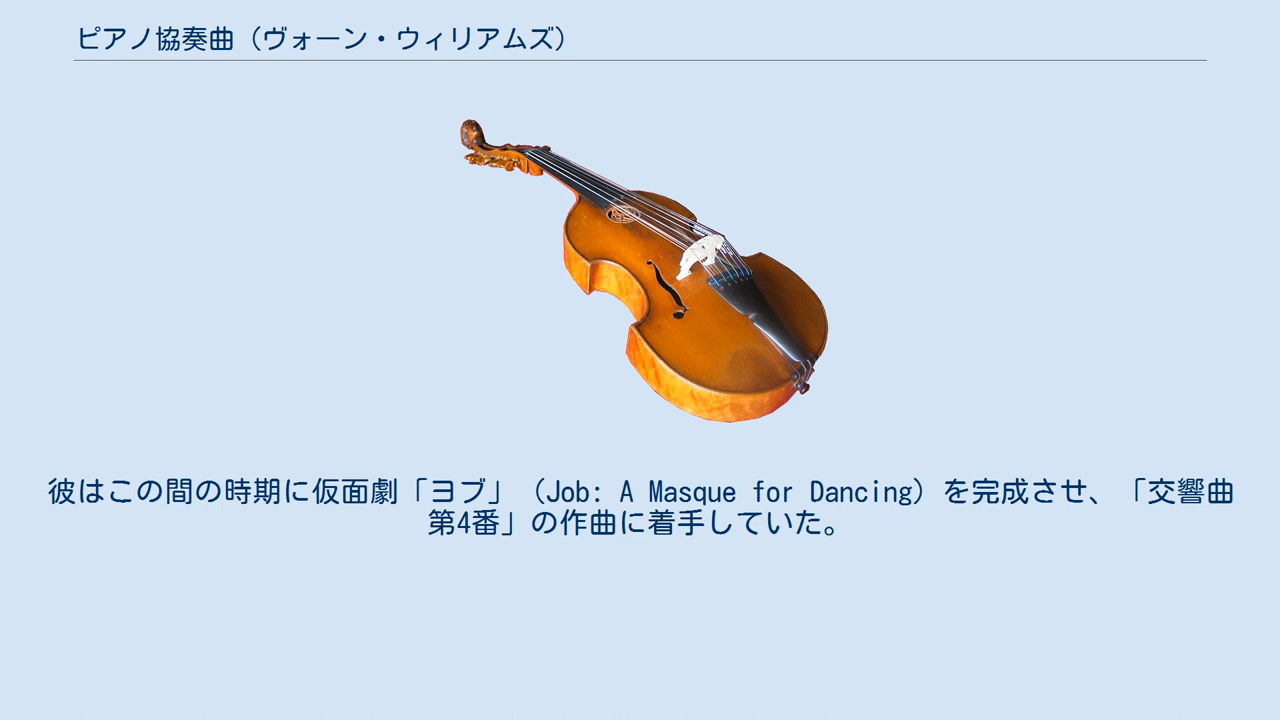 ピアノ協奏曲（ヴォーン・ウィリアムズ）
彼はこの間の時期に仮面劇「ヨブ」（Job: A Masque for Dancing）を完成させ、「交響曲
第4番」の作曲に着手していた。